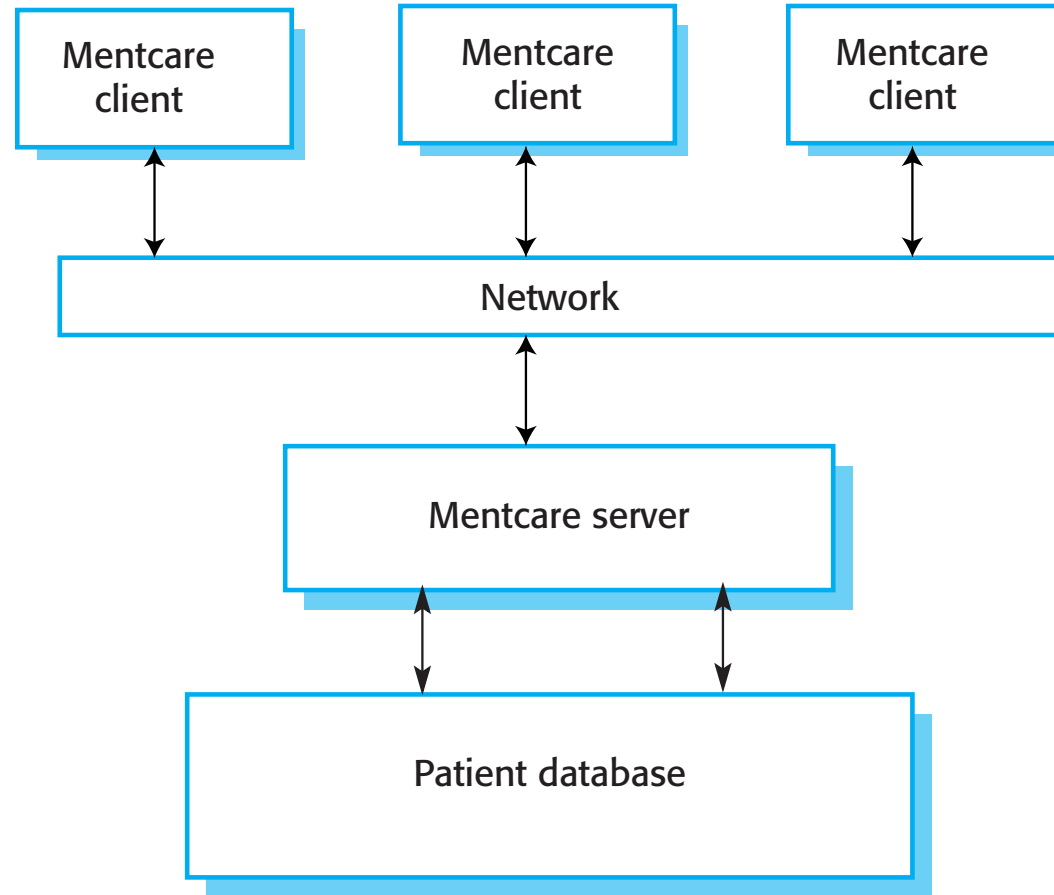 Mentcare
client
Mentcare
client
Mentcare
client
Network
Mentcare server
Patient database